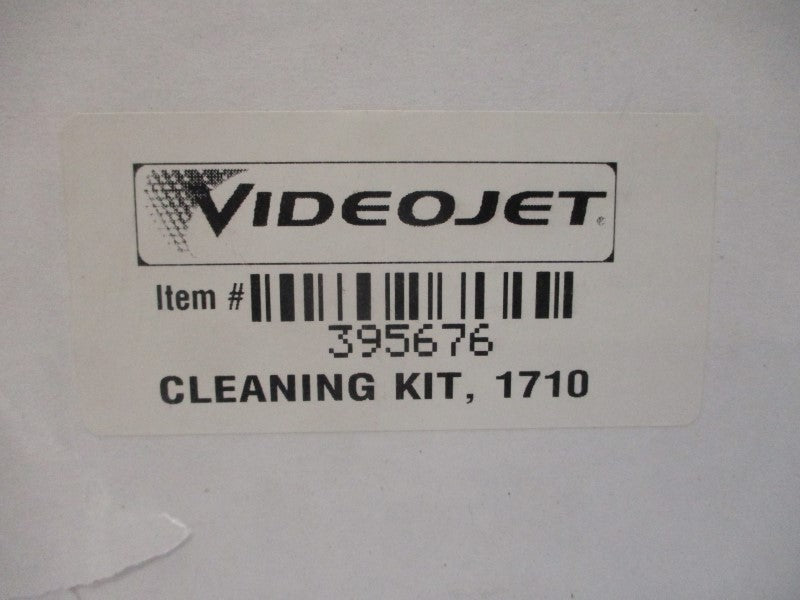 VIDEOJET®
Item #
395676
CLEANING KIT, 1710